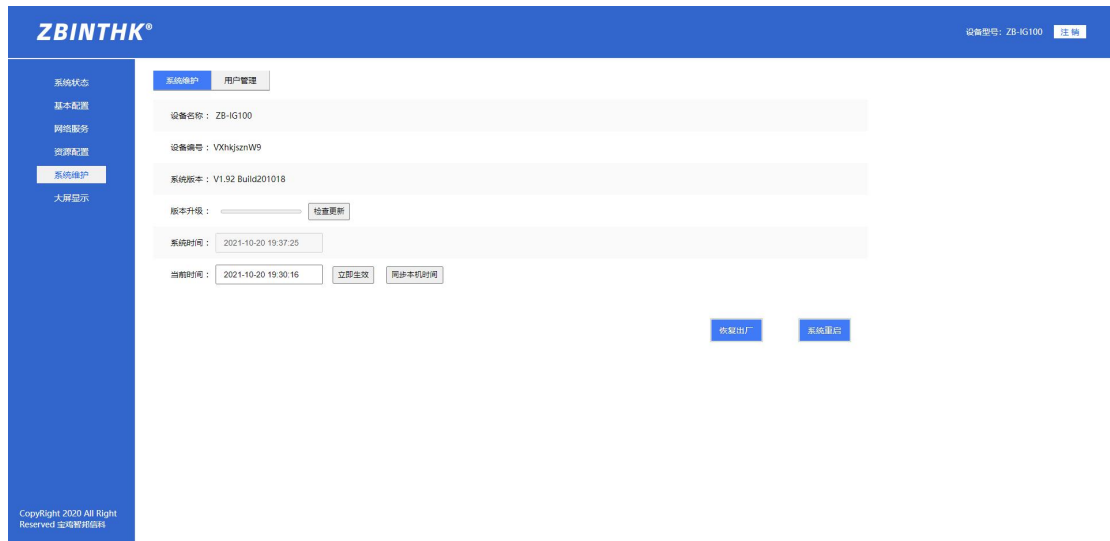 ZBINTHK®
设备型号：ZB-IG100 注 销
系统状态
基本配置
网络服务
资源配置
系统维护
大屏显示
系统维护 用户管理
设备名称： ZB-IG100
设备编号： VXhkjsznW9
系统版本： V1.92 Build201018
版本升级： 检查更新
系统时间： 2021-10-20 19:37:25
当前时间： 2021-10-20 19:30:16 立即生效 同步本机时间
恢复出厂 系统重启
CopyRight 2020 All Right
Reserved 宝鸡智邦信科